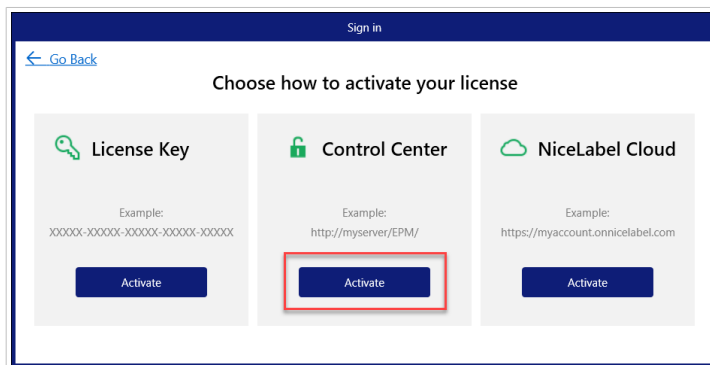 Sign in
Go Back
Choose how to activate your license
License Key
Example:
XXXXX-XXXXX-XXXXX-XXXXX-XXXXX
Activate
Control Center
Example:
http://myserver/EPM/
Activate
NiceLabel Cloud
Example:
https://myaccount.onnicelabel.com
Activate